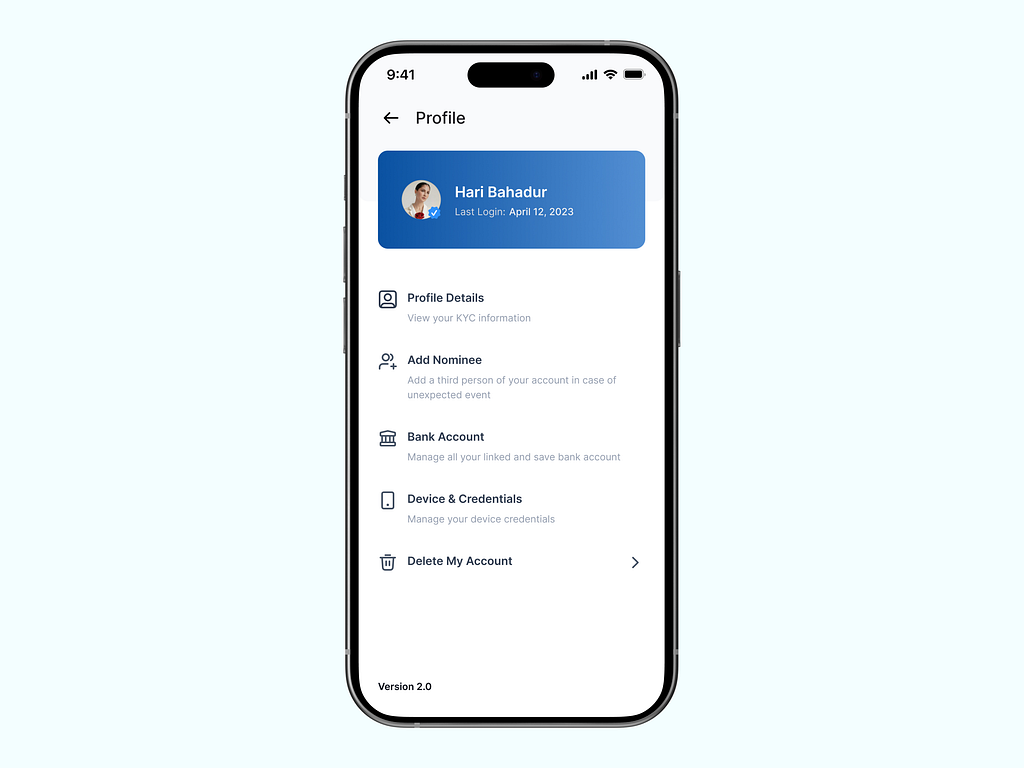 9:41
Profile
Hari Bahadur
Last Login: April 12, 2023
Profile Details
View your KYC information
Add Nominee
Add a third person of your account in case of
unexpected event
Bank Account
Manage all your linked and save bank account
Device & Credentials
Manage your device credentials
Delete My Account
Version 2.0